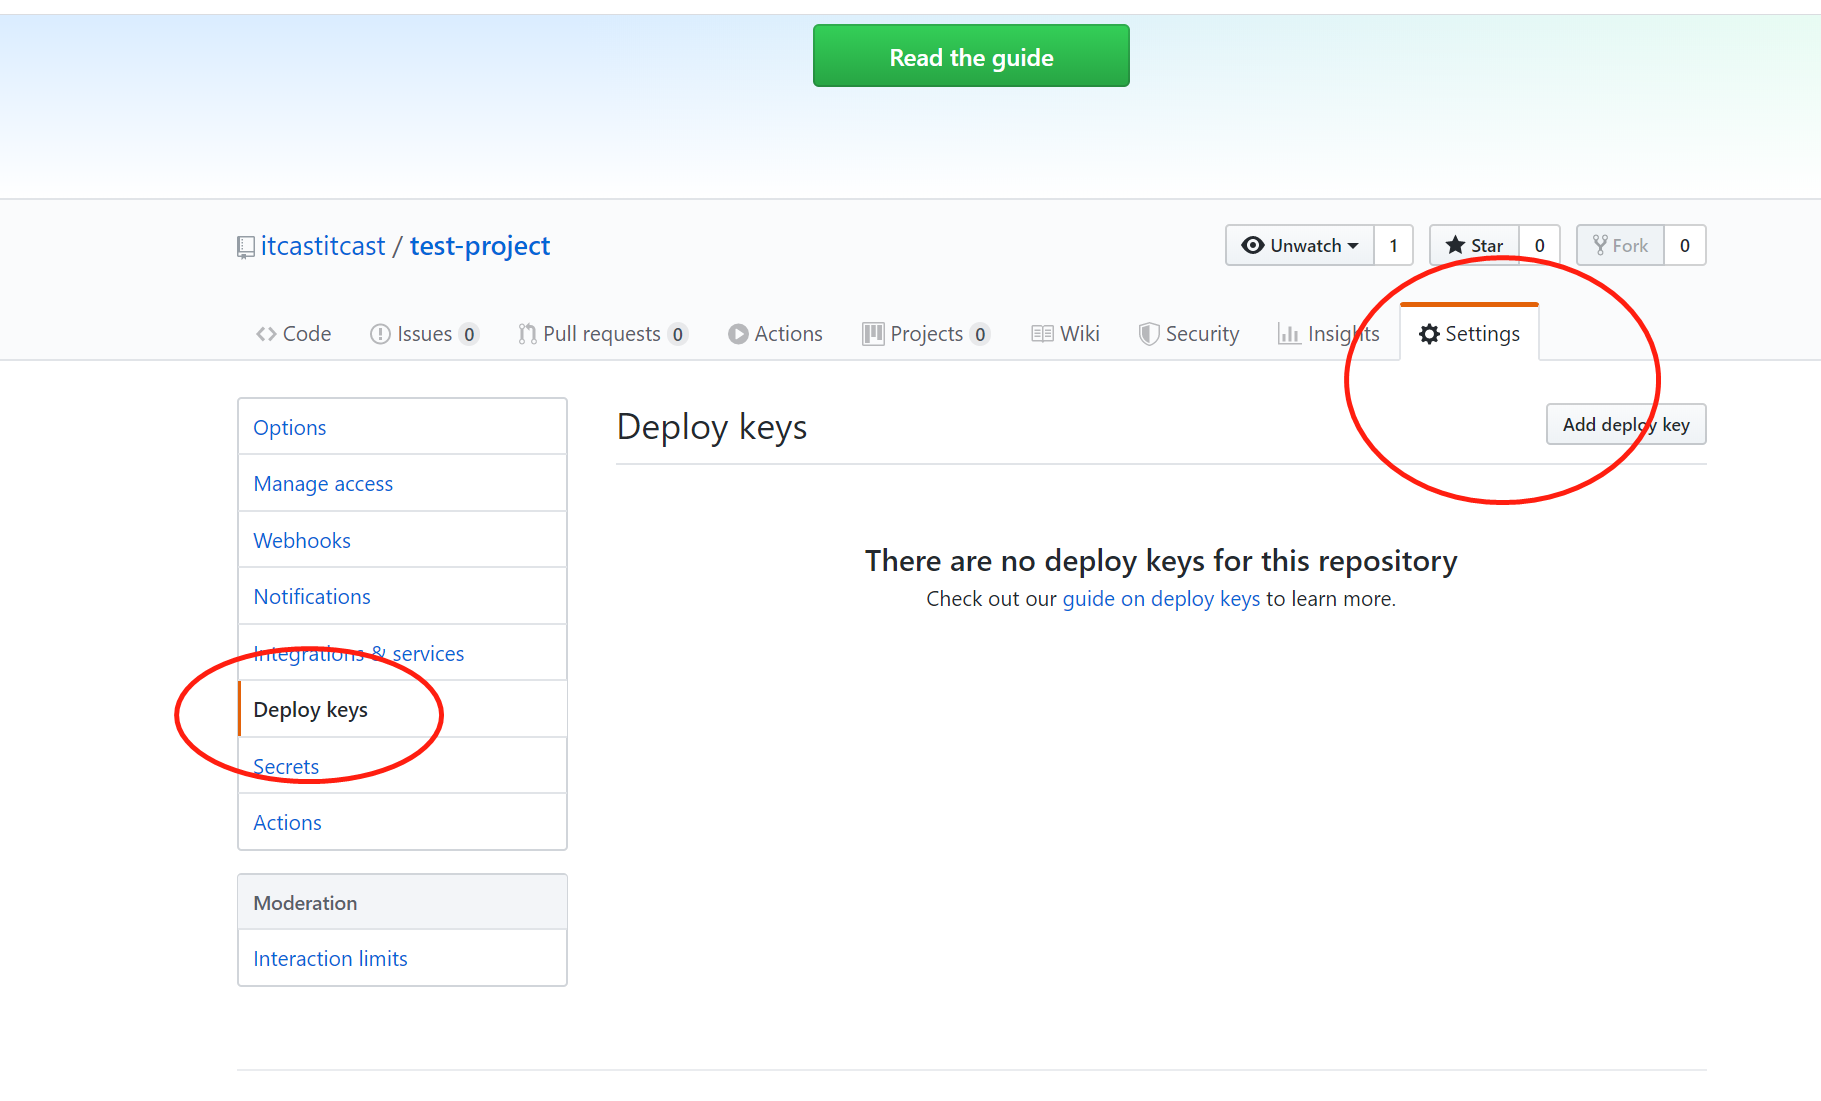 Read the guide
itcastitcast / test-project
Unwatch 1 Star 0 Fork 0
Code Issues 0 Pull requests 0 Actions Projects 0 Wiki Security Insights Settings
Options
Manage access
Webhooks
Notifications
Integrations & services
Deploy keys
Secrets
Actions
Moderation
Interaction limits
Deploy keys
Add deploy key
There are no deploy keys for this repository
Check out our guide on deploy keys to learn more.